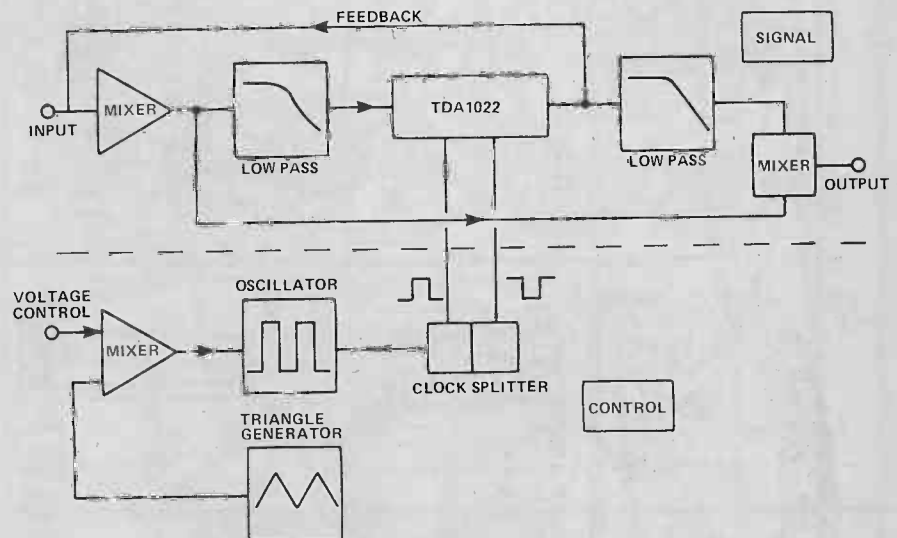 FEEDBACK
SIGNAL
MIXER
TDA1022
INPUT
LOW PASS
LOW PASS
MIXER
OUTPUT
VOLTAGE
CONTROL
OSCILLATOR
MIXER
CLOCK SPLITTER
CONTROL
TRIANGLE
GENERATOR